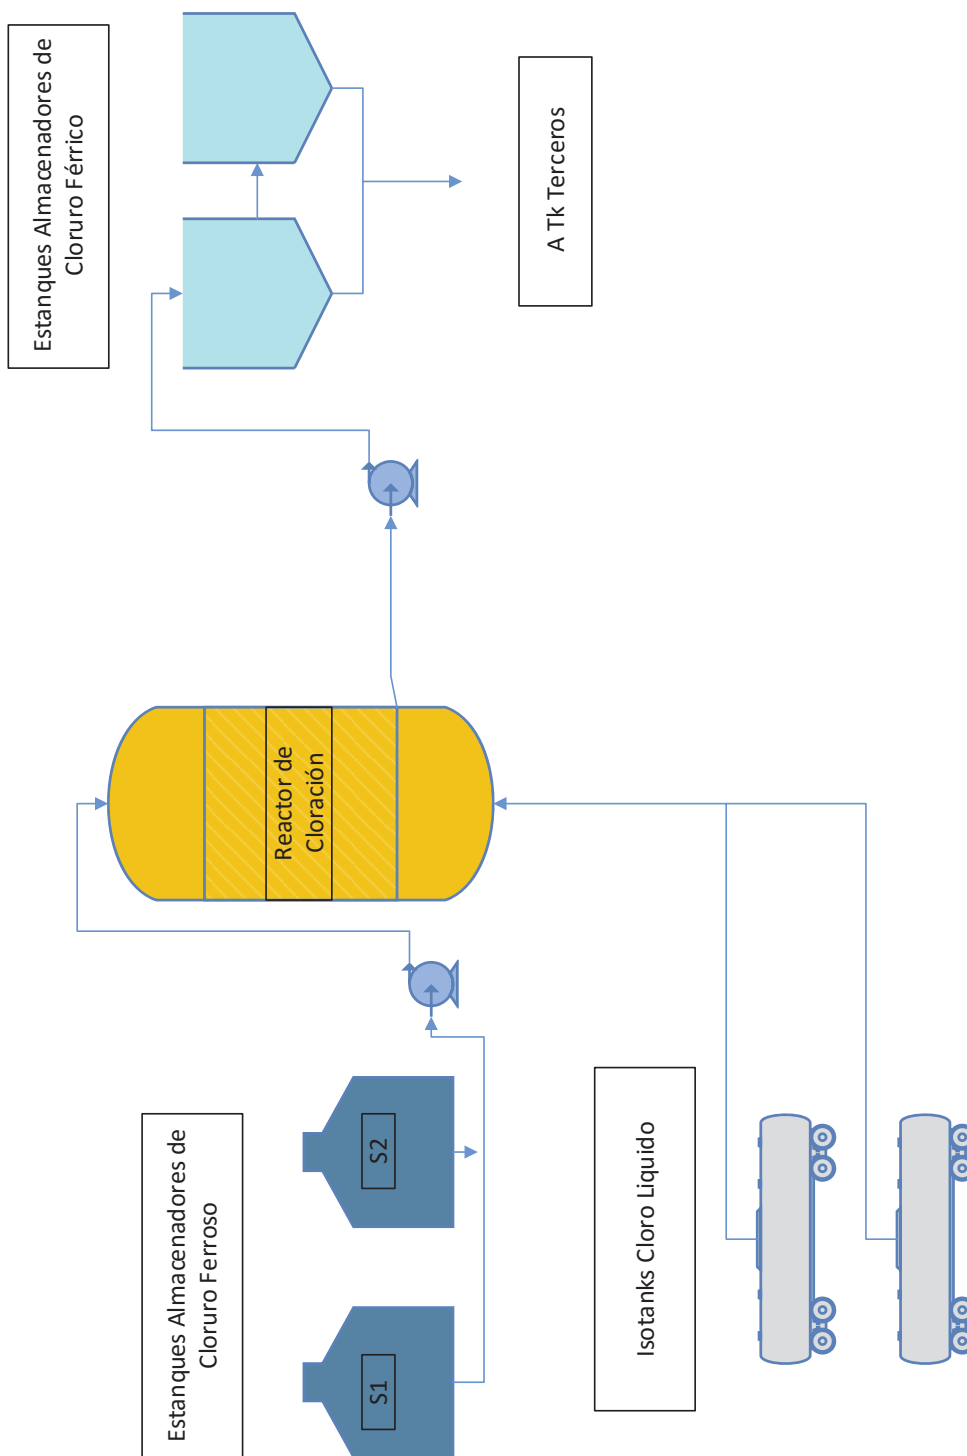 Estanques Almacenadores de
Cloruro Ferroso
S1
S2
Isotanks Cloro Liquido
Reactor de
Cloración
Estanques Almacenadores de
Cloruro Férrico
A Tk Terceros